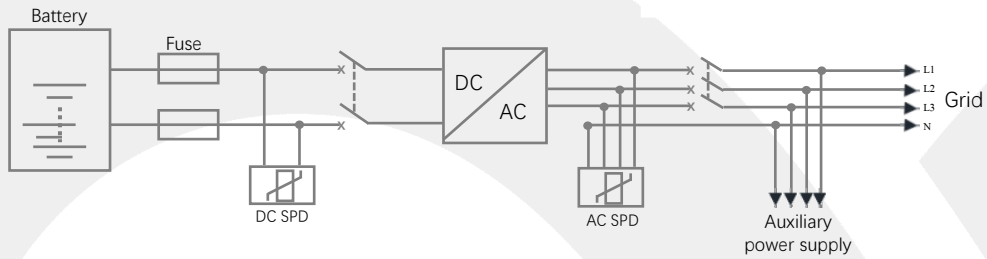 Battery
Fuse
DC
AC
DC SPD
AC SPD
L1
L2
L3
N
Grid
Auxiliary
power supply